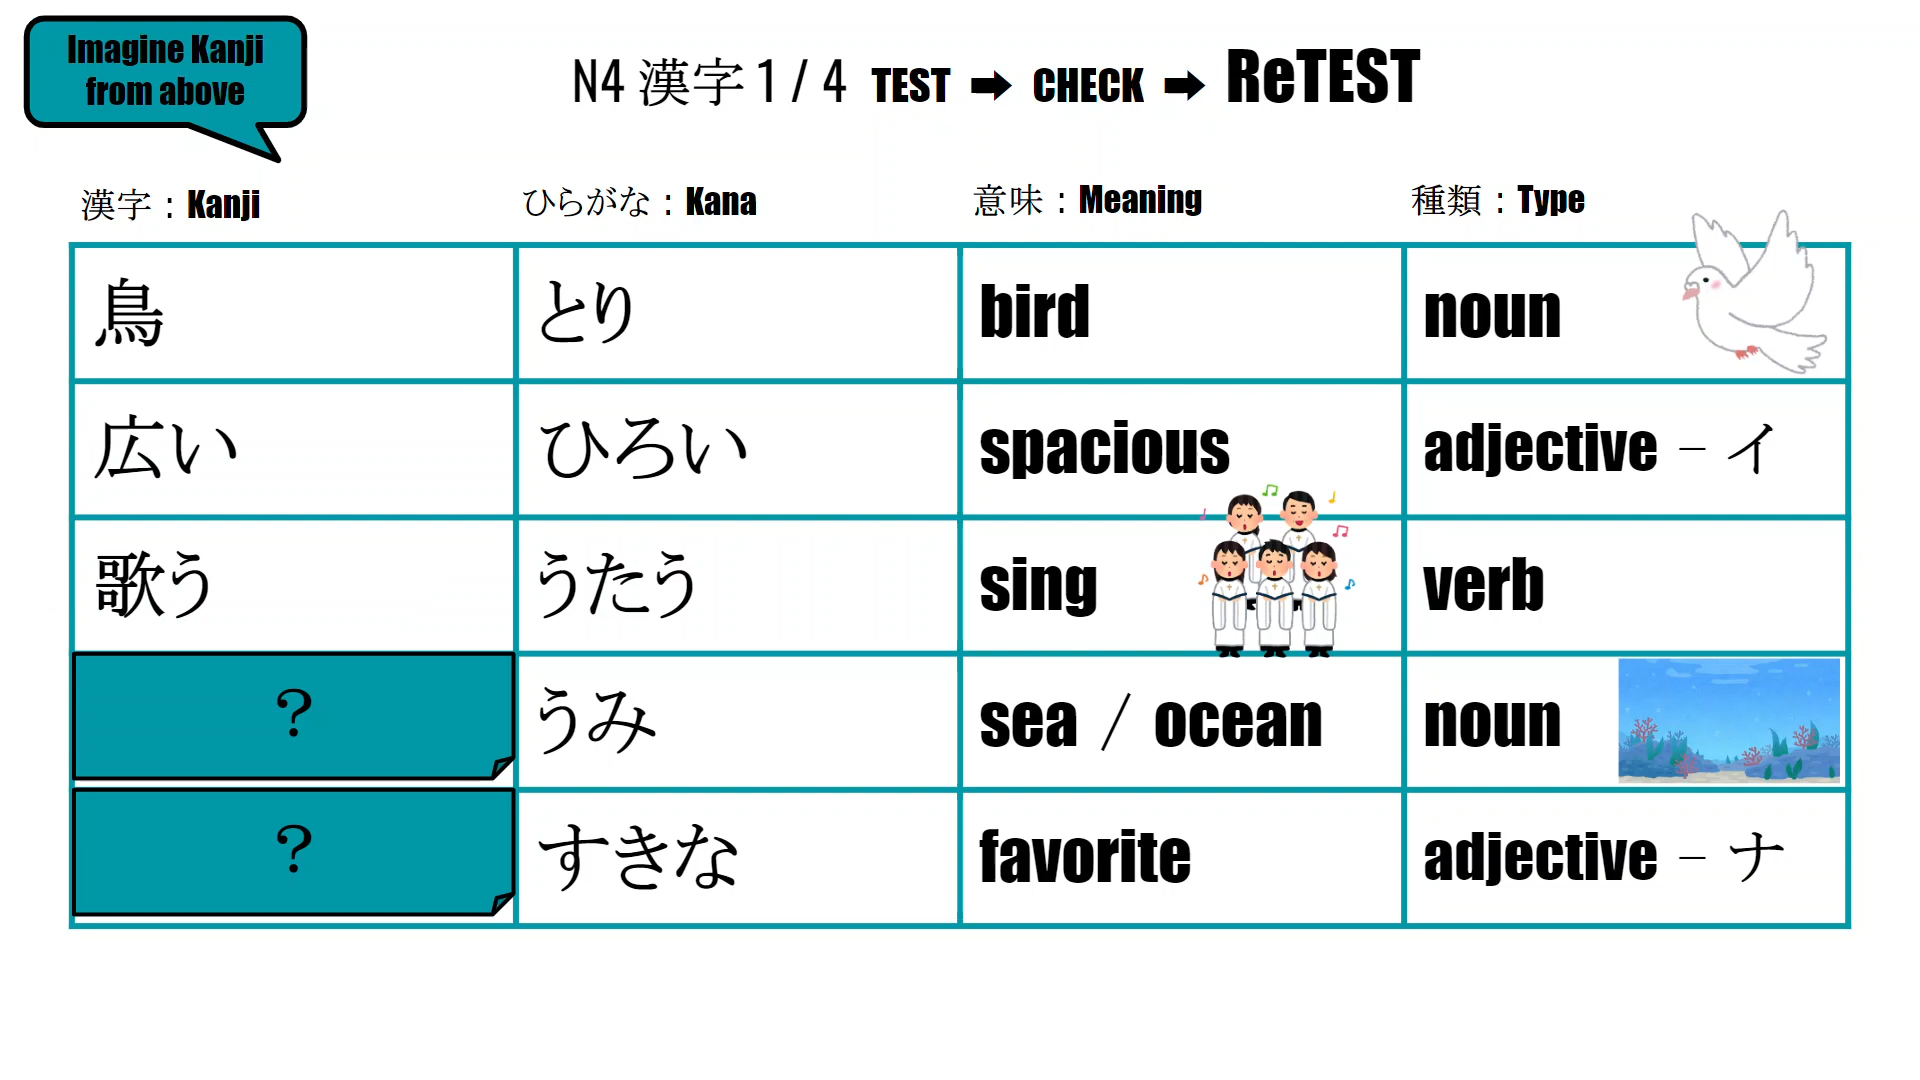 Imagine Kanji
from above
N4 漢字 1 / 4 TEST ➡ CHECK ➡ ReTEST
漢字：Kanji ひらがな：Kana 意味：Meaning 種類：Type
鳥 とり bird noun
広い ひろい spacious adjective － イ
歌う うたう sing verb
？ うみ sea ／ ocean noun
？ すきな favorite adjective － ナ